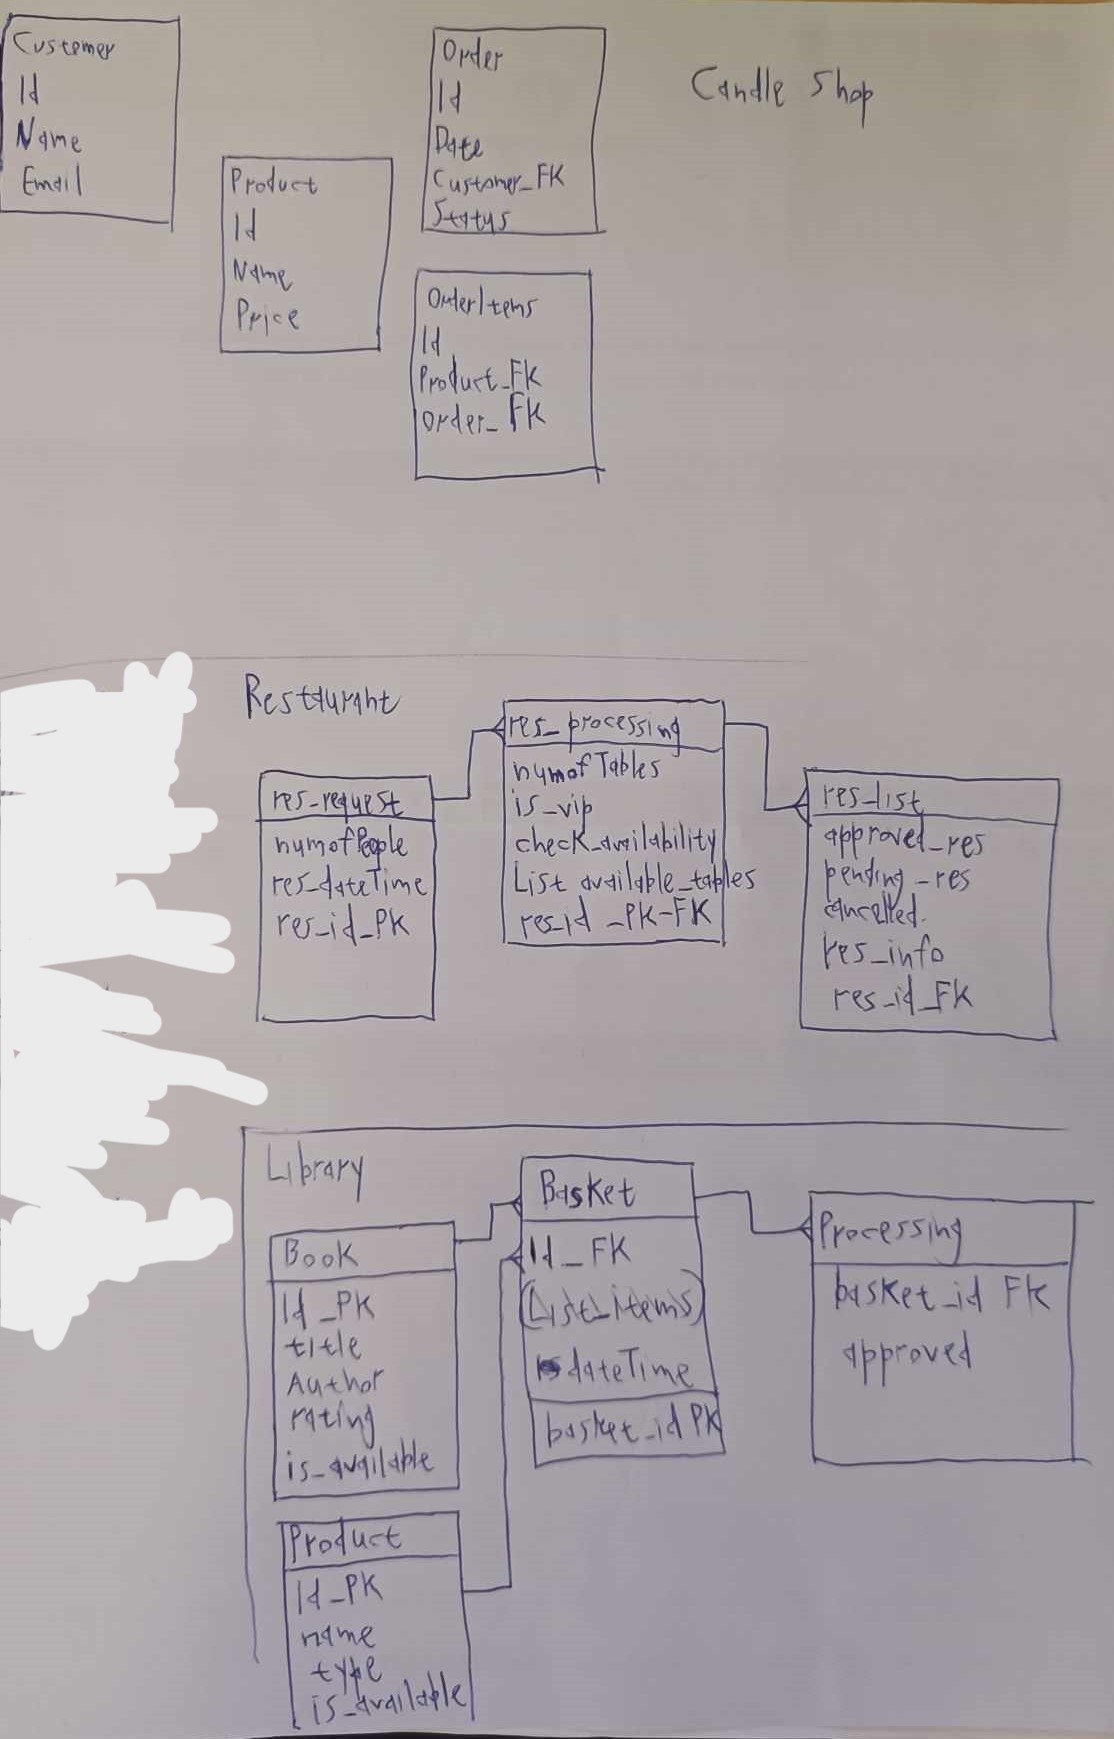 Candle Shop
Customer
Id
Name
Email
Product
Id
Name
Price
Order
Id
Date
Customer_FK
Status
OrderItems
Id
Product_FK
Order_FK
Restaurant
res_request
numofPeople
res_dateTime
res_id_PK
res_processing
numofTables
is_vip
check_availability
List available_tables
res_id_PK-FK
res_list
approved_res
pending_res
cancelled.
res_info
res_id_FK
Library
Book
Id_PK
title
Author
rating
is_available
Product
Id_PK
name
type
is_available
Basket
Id_FK
(List_items)
dateTime
basket_id PK
Processing
basket_id FK
approved